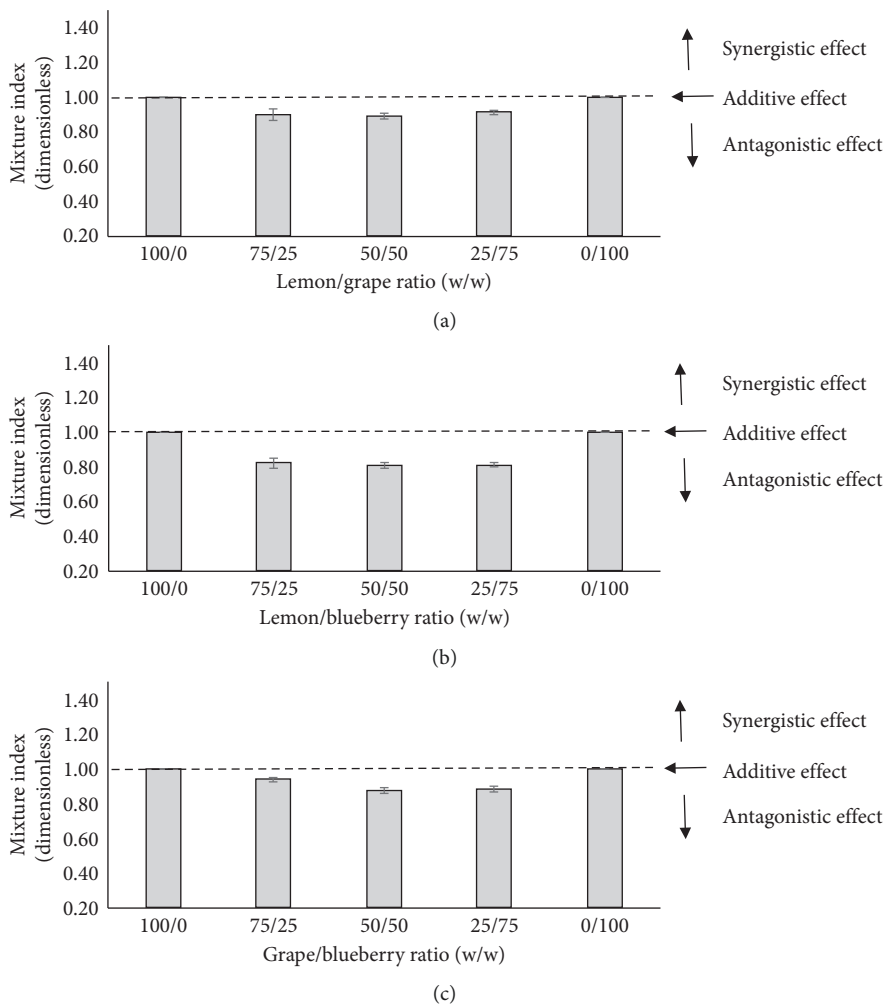 1.40
1.20
1.00
0.80
0.60
0.40
0.20
Mixture index
(dimensionless)
Synergistic effect
Additive effect
Antagonistic effect
100/0 75/25 50/50 25/75 0/100
Lemon/grape ratio (w/w)
(a)
1.40
1.20
1.00
0.80
0.60
0.40
0.20
Mixture index
(dimensionless)
Synergistic effect
Additive effect
Antagonistic effect
100/0 75/25 50/50 25/75 0/100
Lemon/blueberry ratio (w/w)
(b)
1.40
1.20
1.00
0.80
0.60
0.40
0.20
Mixture index
(dimensionless)
Synergistic effect
Additive effect
Antagonistic effect
100/0 75/25 50/50 25/75 0/100
Grape/blueberry ratio (w/w)
(c)